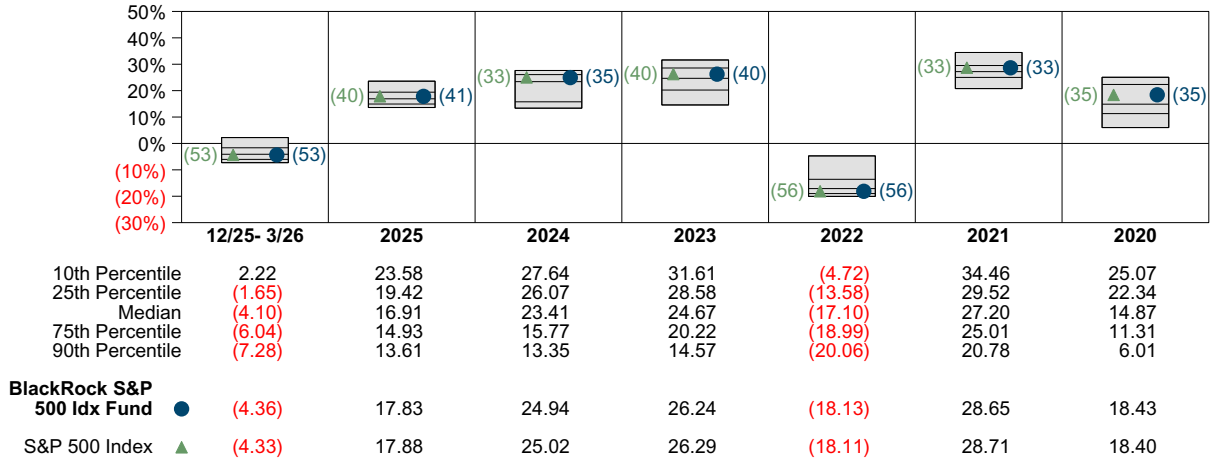 50%
40%
30%
20%
10%
0%
(10%)
(20%)
(30%)
(53) (53)
(40) (41)
(33) (35)
(40) (40)
(56) (56)
(33) (33)
(35) (35)
12/25- 3/26 2025 2024 2023 2022 2021 2020
10th Percentile 2.22 23.58 27.64 31.61 (4.72) 34.46 25.07
25th Percentile (1.65) 19.42 26.07 28.58 (13.58) 29.52 22.34
Median (4.10) 16.91 23.41 24.67 (17.10) 27.20 14.87
75th Percentile (6.04) 14.93 15.77 20.22 (18.99) 25.01 11.31
90th Percentile (7.28) 13.61 13.35 14.57 (20.06) 20.78 6.01
BlackRock S&P
500 Idx Fund (4.36) 17.83 24.94 26.24 (18.13) 28.65 18.43
S&P 500 Index (4.33) 17.88 25.02 26.29 (18.11) 28.71 18.40